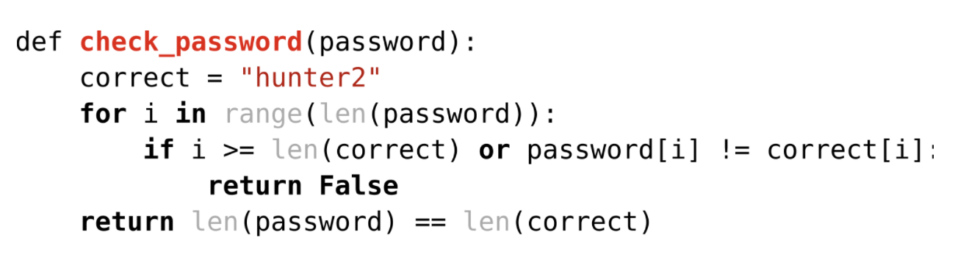 def check_password(password):
    correct = "hunter2"
    for i in range(len(password)):
        if i >= len(correct) or password[i] != correct[i]:
            return False
    return len(password) == len(correct)